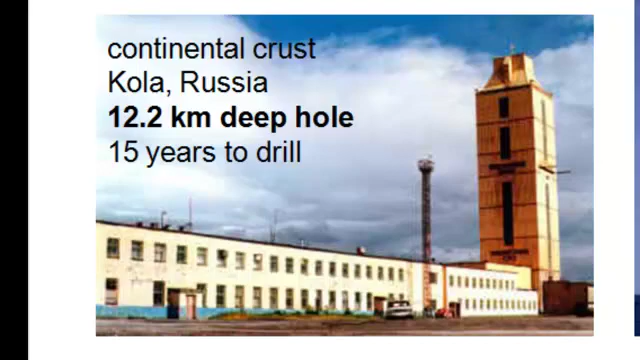 continental crust
Kola, Russia
12.2 km deep hole
15 years to drill